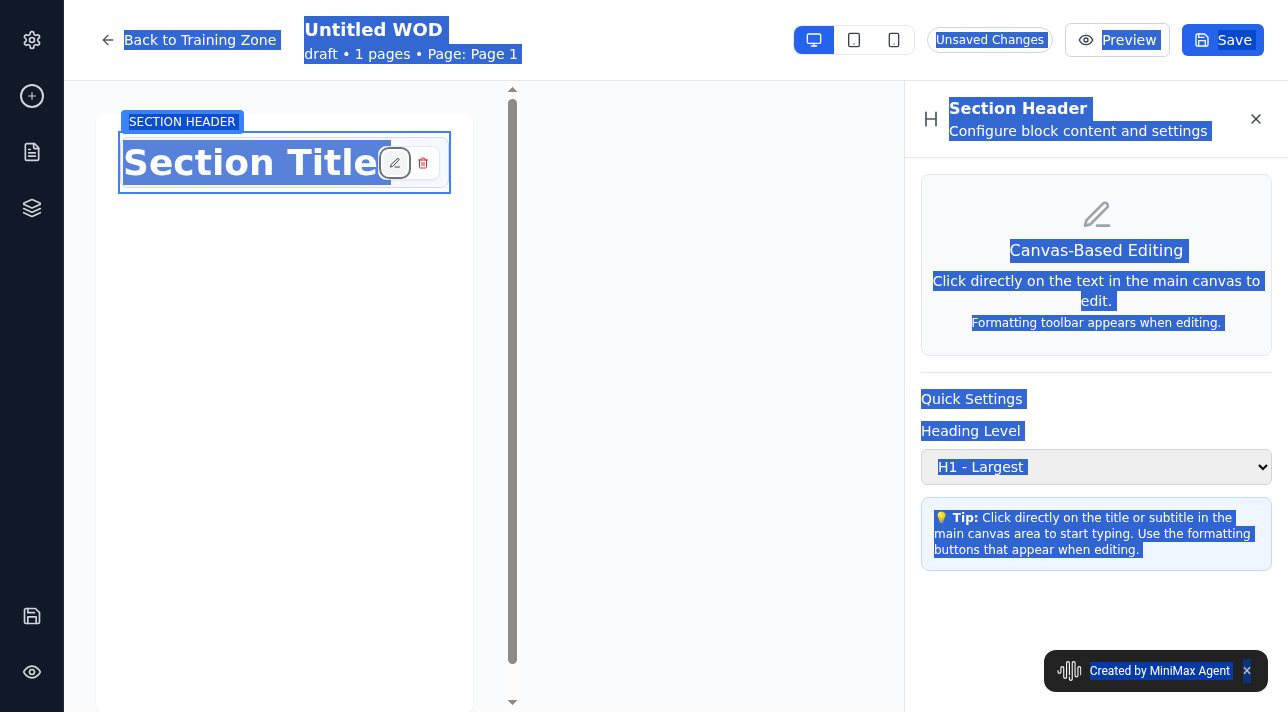 Back to Training Zone
Untitled WOD
draft • 1 pages • Page: Page 1
Unsaved Changes
Preview
Save
SECTION HEADER
Section Title
Section Header
Configure block content and settings
Canvas-Based Editing
Click directly on the text in the main canvas to
edit.
Formatting toolbar appears when editing.
Quick Settings
Heading Level
H1 - Largest
💡 Tip: Click directly on the title or subtitle in the
main canvas area to start typing. Use the formatting
buttons that appear when editing.
Created by MiniMax Agent ×